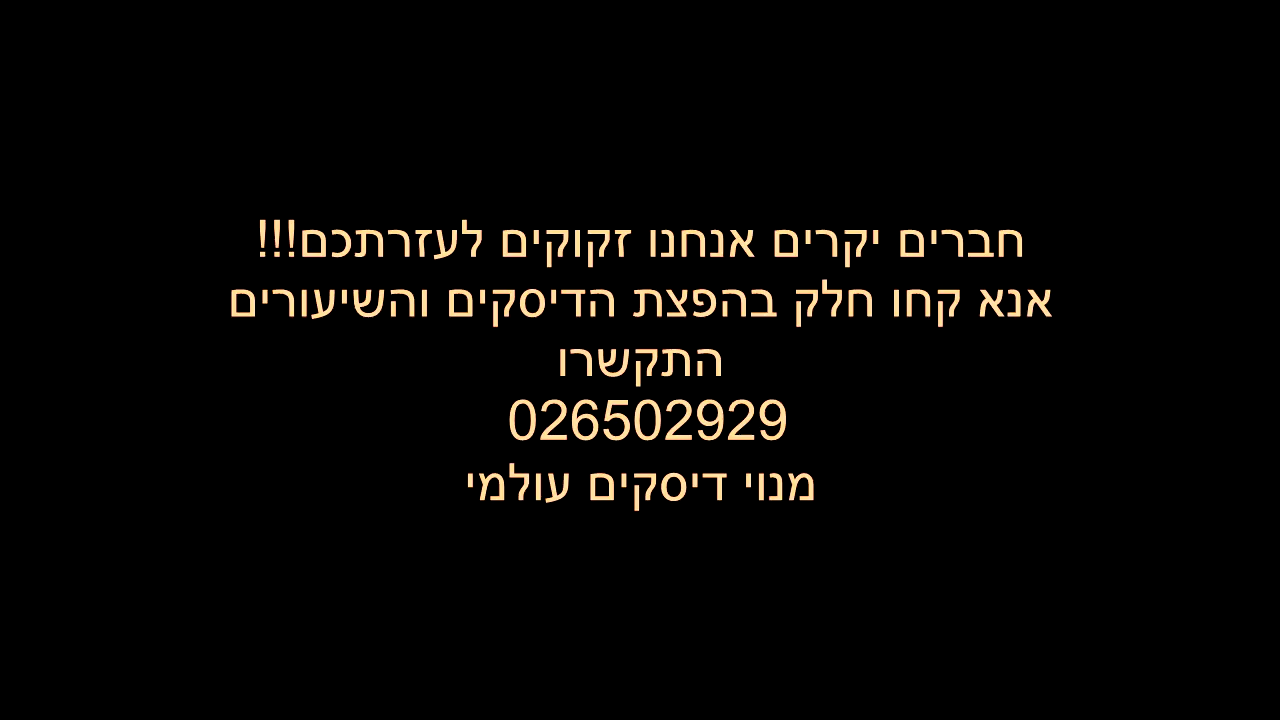 חברים יקרים אנחנו זקוקים לעזרתכם!!!
אנא קחו חלק בהפצת הדיסקים והשיעורים
התקשרו
026502929
מנוי דיסקים עולמי